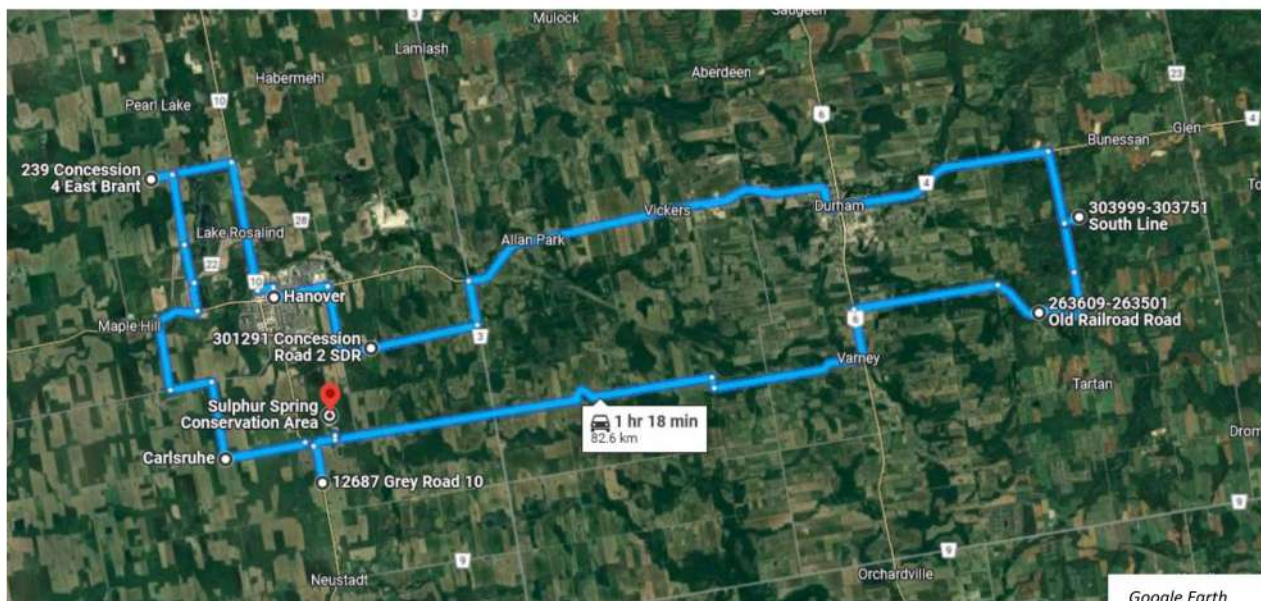 Mulock
Saugeen
3
Lamlash
Habermehl
Aberdeen
23
10
Pearl Lake
6
Glen
4
Bunessan
239 Concession
4 East Brant
4
Vickers
Durham
303999-303751
South Line
28
Lake Rosalind
Allan Park
22
10
Hanover
263609-263501
Old Railroad Road
Maple Hill
6
301291 Concession
Road 2 SDR
3
Varney
Tartan
Sulphur Spring
Conservation Area
1 hr 18 min
82.6 km
Carlsruhe
12687 Grey Road 10
9
9
9
Neustadt
Orchardville
Google Earth